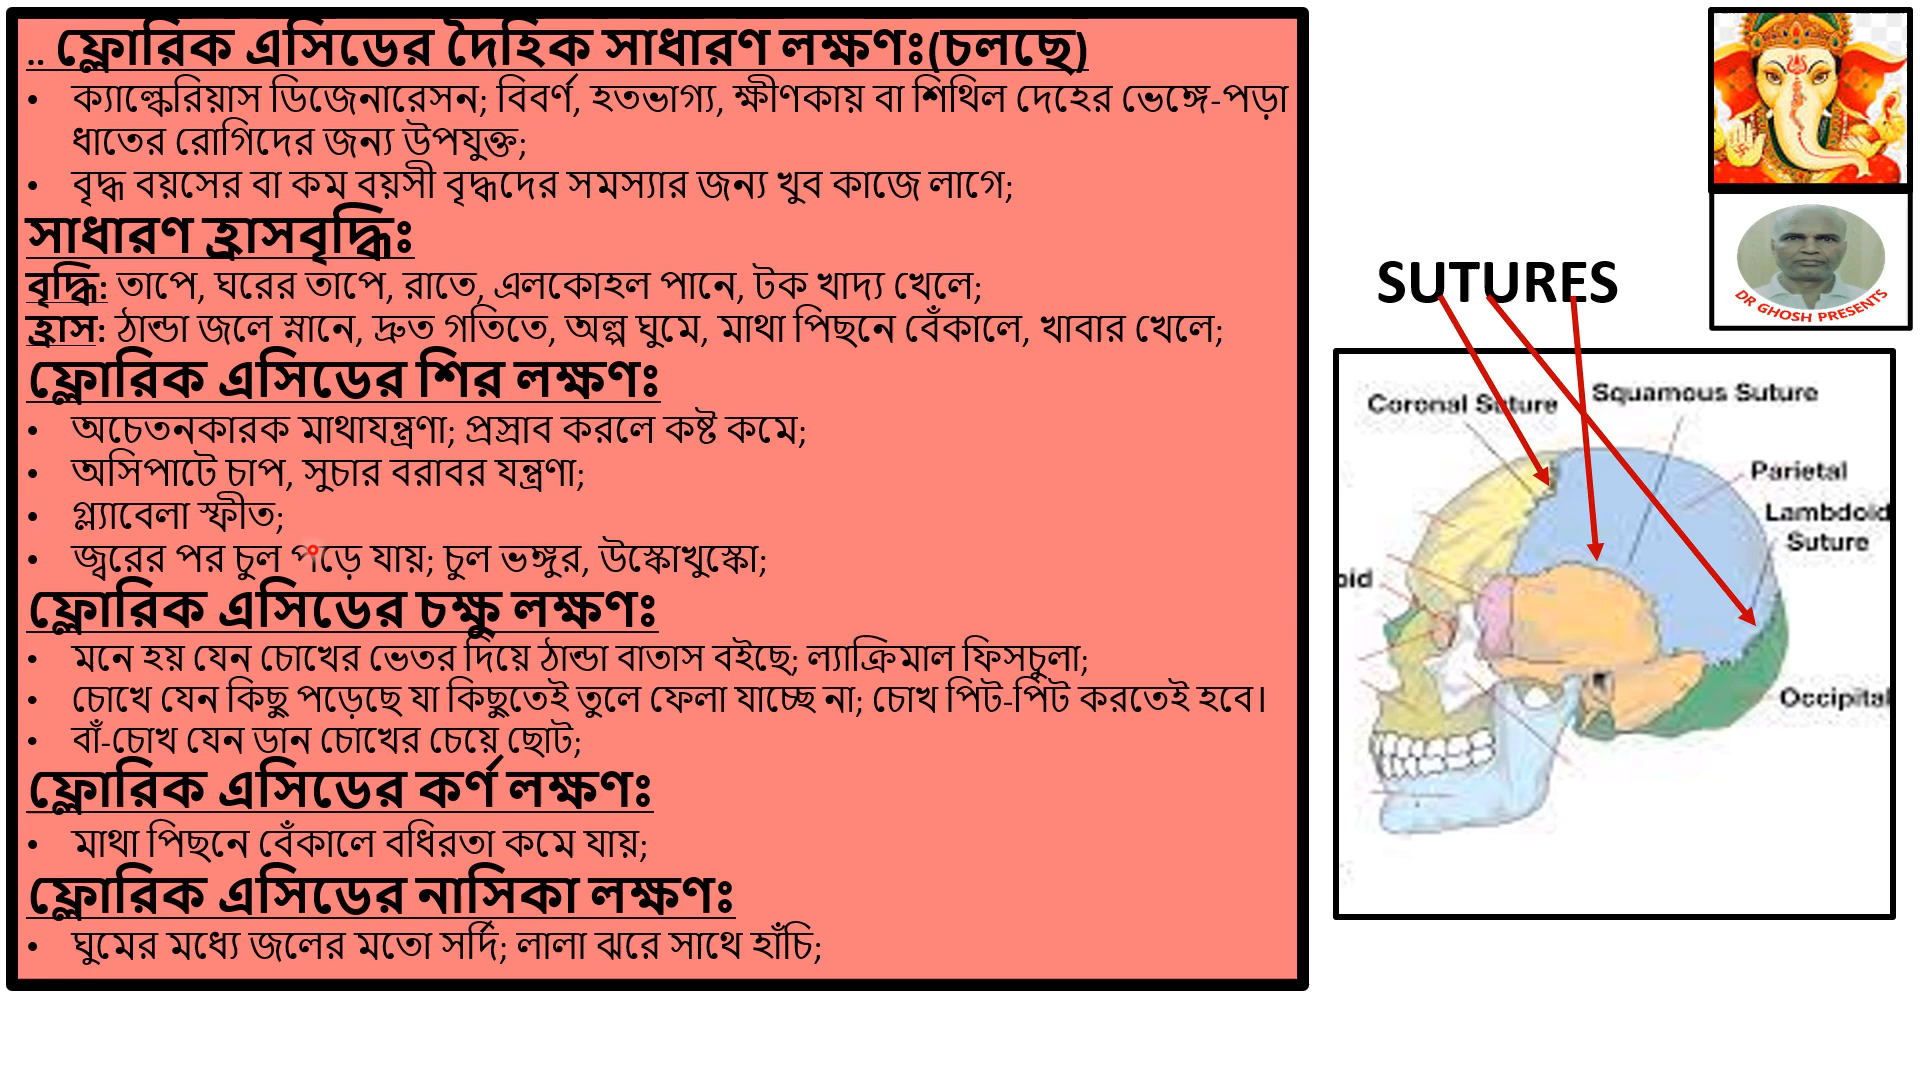 .. ফ্লোরিক এসিডের দৈহিক সাধারণ লক্ষণঃ(চলছে)
• ক্যাল্কেরিয়াস ডিজেনারেসন; বিবর্ণ, হতভাগ্য, ক্ষীণকায় বা শিথিল দেহের ভেঙ্গে-পড়া
ধাতের রোগিদের জন্য উপযুক্ত;
• বৃদ্ধ বয়সের বা কম বয়সী বৃদ্ধদের সমস্যার জন্য খুব কাজে লাগে;
সাধারণ হ্রাসবৃদ্ধিঃ
বৃদ্ধি: তাপে, ঘরের তাপে, রাতে, এলকোহল পানে, টক খাদ্য খেলে;
হ্রাস: ঠান্ডা জলে স্নানে, দ্রুত গতিতে, অল্প ঘুমে, মাথা পিছনে বেঁকালে, খাবার খেলে;
ফ্লোরিক এসিডের শির লক্ষণঃ
• অচেতনকারক মাথাযন্ত্রণা; প্রস্রাব করলে কষ্ট কমে;
• অসিপাটে চাপ, সুচার বরাবর যন্ত্রণা;
• গ্ল্যাবেলা স্ফীত;
• জ্বরের পর চুল পড়ে যায়; চুল ভঙ্গুর, উস্কোখুস্কো;
ফ্লোরিক এসিডের চক্ষু লক্ষণঃ
• মনে হয় যেন চোখের ভেতর দিয়ে ঠান্ডা বাতাস বইছে; ল্যাক্রিমাল ফিসচুলা;
• চোখে যেন কিছু পড়েছে যা কিছুতেই তুলে ফেলা যাচ্ছে না; চোখ পিট-পিট করতেই হবে।
• বাঁ-চোখ যেন ডান চোখের চেয়ে ছোট;
ফ্লোরিক এসিডের কর্ণ লক্ষণঃ
• মাথা পিছনে বেঁকালে বধিরতা কমে যায়;
ফ্লোরিক এসিডের নাসিকা লক্ষণঃ
• ঘুমের মধ্যে জলের মতো সর্দি; লালা ঝরে সাথে হাঁচি;
DR GHOSH PRESENTS
SUTURES
Squamous Suture
Coronal Suture
Parietal
Lambdoid
Suture
oid
Occipital